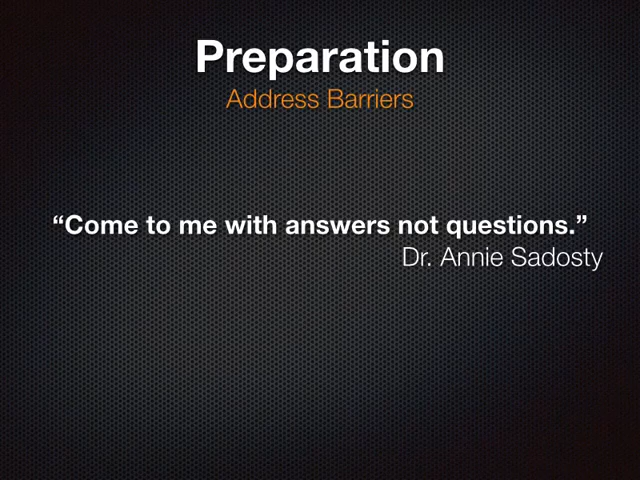 Preparation
Address Barriers
“Come to me with answers not questions.”
Dr. Annie Sadosty